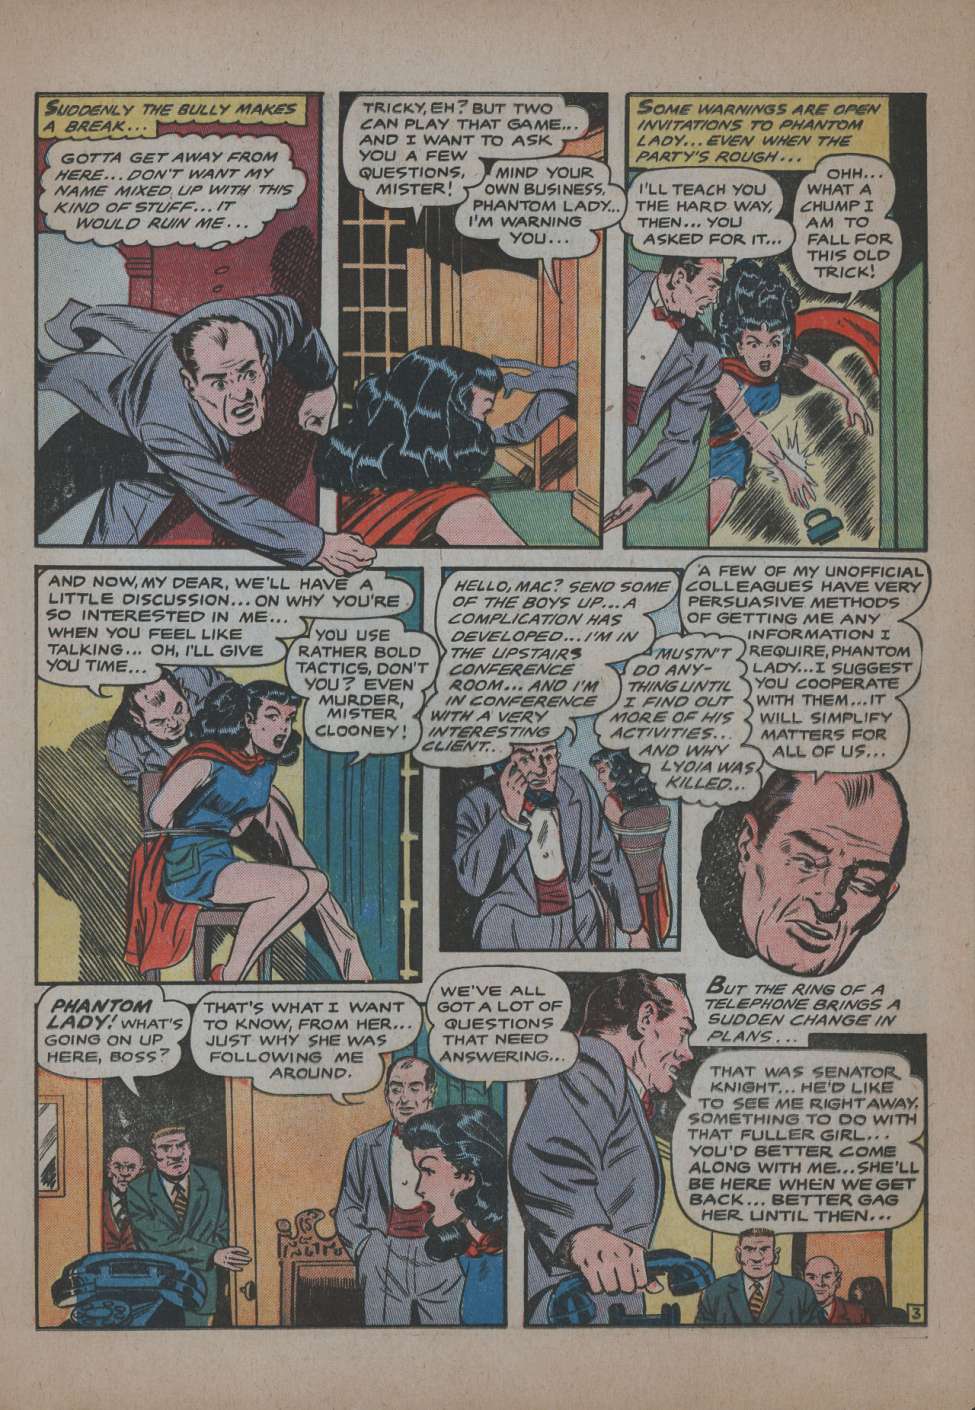 SUDDENLY THE BULLY MAKES
A BREAK...
GOTTA GET AWAY FROM
HERE... DON'T WANT MY
NAME MIXED UP WITH THIS
KIND OF STUFF... IT
WOULD RUIN ME...
TRICKY, EH? BUT TWO
CAN PLAY THAT GAME...
AND I WANT TO ASK
YOU A FEW
QUESTIONS,
MISTER!
MIND YOUR
OWN BUSINESS,
PHANTOM LADY...
I'M WARNING
YOU...
SOME WARNINGS ARE OPEN
INVITATIONS TO PHANTOM
LADY... EVEN WHEN THE
PARTY'S ROUGH...
I'LL TEACH YOU
THE HARD WAY,
THEN... YOU
ASKED FOR IT...
OHH...
WHAT A
CHUMP I
AM TO
FALL FOR
THIS OLD
TRICK!
AND NOW, MY DEAR, WE'LL HAVE A
LITTLE DISCUSSION... ON WHY YOU'RE
SO INTERESTED IN ME...
WHEN YOU FEEL LIKE
TALKING... OH, I'LL GIVE
YOU TIME...
YOU USE
RATHER BOLD
TACTICS, DON'T
YOU? EVEN
MURDER,
MISTER
CLOONEY!
HELLO, MAC? SEND SOME
OF THE BOYS UP... A
COMPLICATION HAS
DEVELOPED... I'M IN
THE UPSTAIRS
CONFERENCE
ROOM... AND I'M
IN CONFERENCE
WITH A VERY
INTERESTING
CLIENT...
MUSTN'T
DO ANY-
THING UNTIL
I FIND OUT
MORE OF HIS
ACTIVITIES...
AND WHY
LYDIA WAS
KILLED...
A FEW OF MY UNOFFICIAL
COLLEAGUES HAVE VERY
PERSUASIVE METHODS
OF GETTING ME ANY
INFORMATION I
REQUIRE, PHANTOM
LADY... I SUGGEST
YOU COOPERATE
WITH THEM... IT
WILL SIMPLIFY
MATTERS FOR
ALL OF US...
PHANTOM
LADY! WHAT'S
GOING ON UP
HERE, BOSS?
THAT'S WHAT I WANT
TO KNOW, FROM HER...
JUST WHY SHE WAS
FOLLOWING ME
AROUND.
WE'VE ALL
GOT A LOT OF
QUESTIONS
THAT NEED
ANSWERING...
BUT THE RING OF A
TELEPHONE BRINGS A
SUDDEN CHANGE IN
PLANS...
THAT WAS SENATOR
KNIGHT... HE'D LIKE
TO SEE ME RIGHT AWAY.
SOMETHING TO DO WITH
THAT FULLER GIRL...
YOU'D BETTER COME
ALONG WITH ME... SHE'LL
BE HERE WHEN WE GET
BACK... BETTER GAG
HER UNTIL THEN...
3